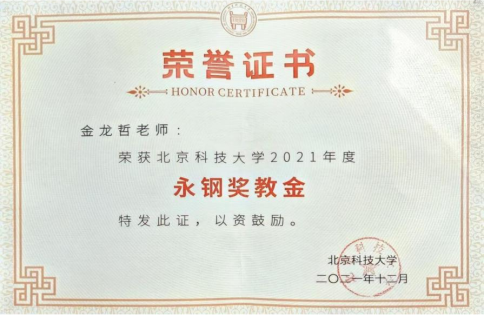 荣誉证书
HONOR CERTIFICATE
金龙哲老师：
荣获北京科技大学2021年度
永钢奖教金
特发此证，以资鼓励。
北京科技大学
二〇二一年十二月